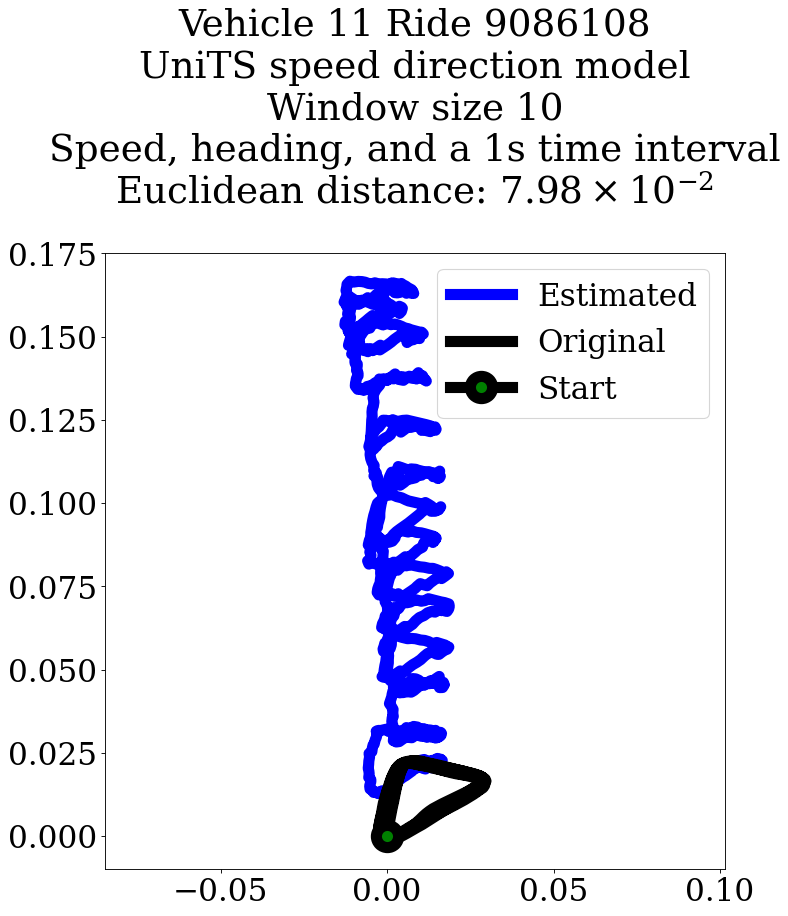 Vehicle 11 Ride 9086108
UniTS speed direction model
Window size 10
Speed, heading, and a 1s time interval
Euclidean distance: 7.98 × 10⁻²
0.175
0.150
0.125
0.100
0.075
0.050
0.025
0.000
Estimated
Original
Start
−0.05 0.00 0.05 0.10